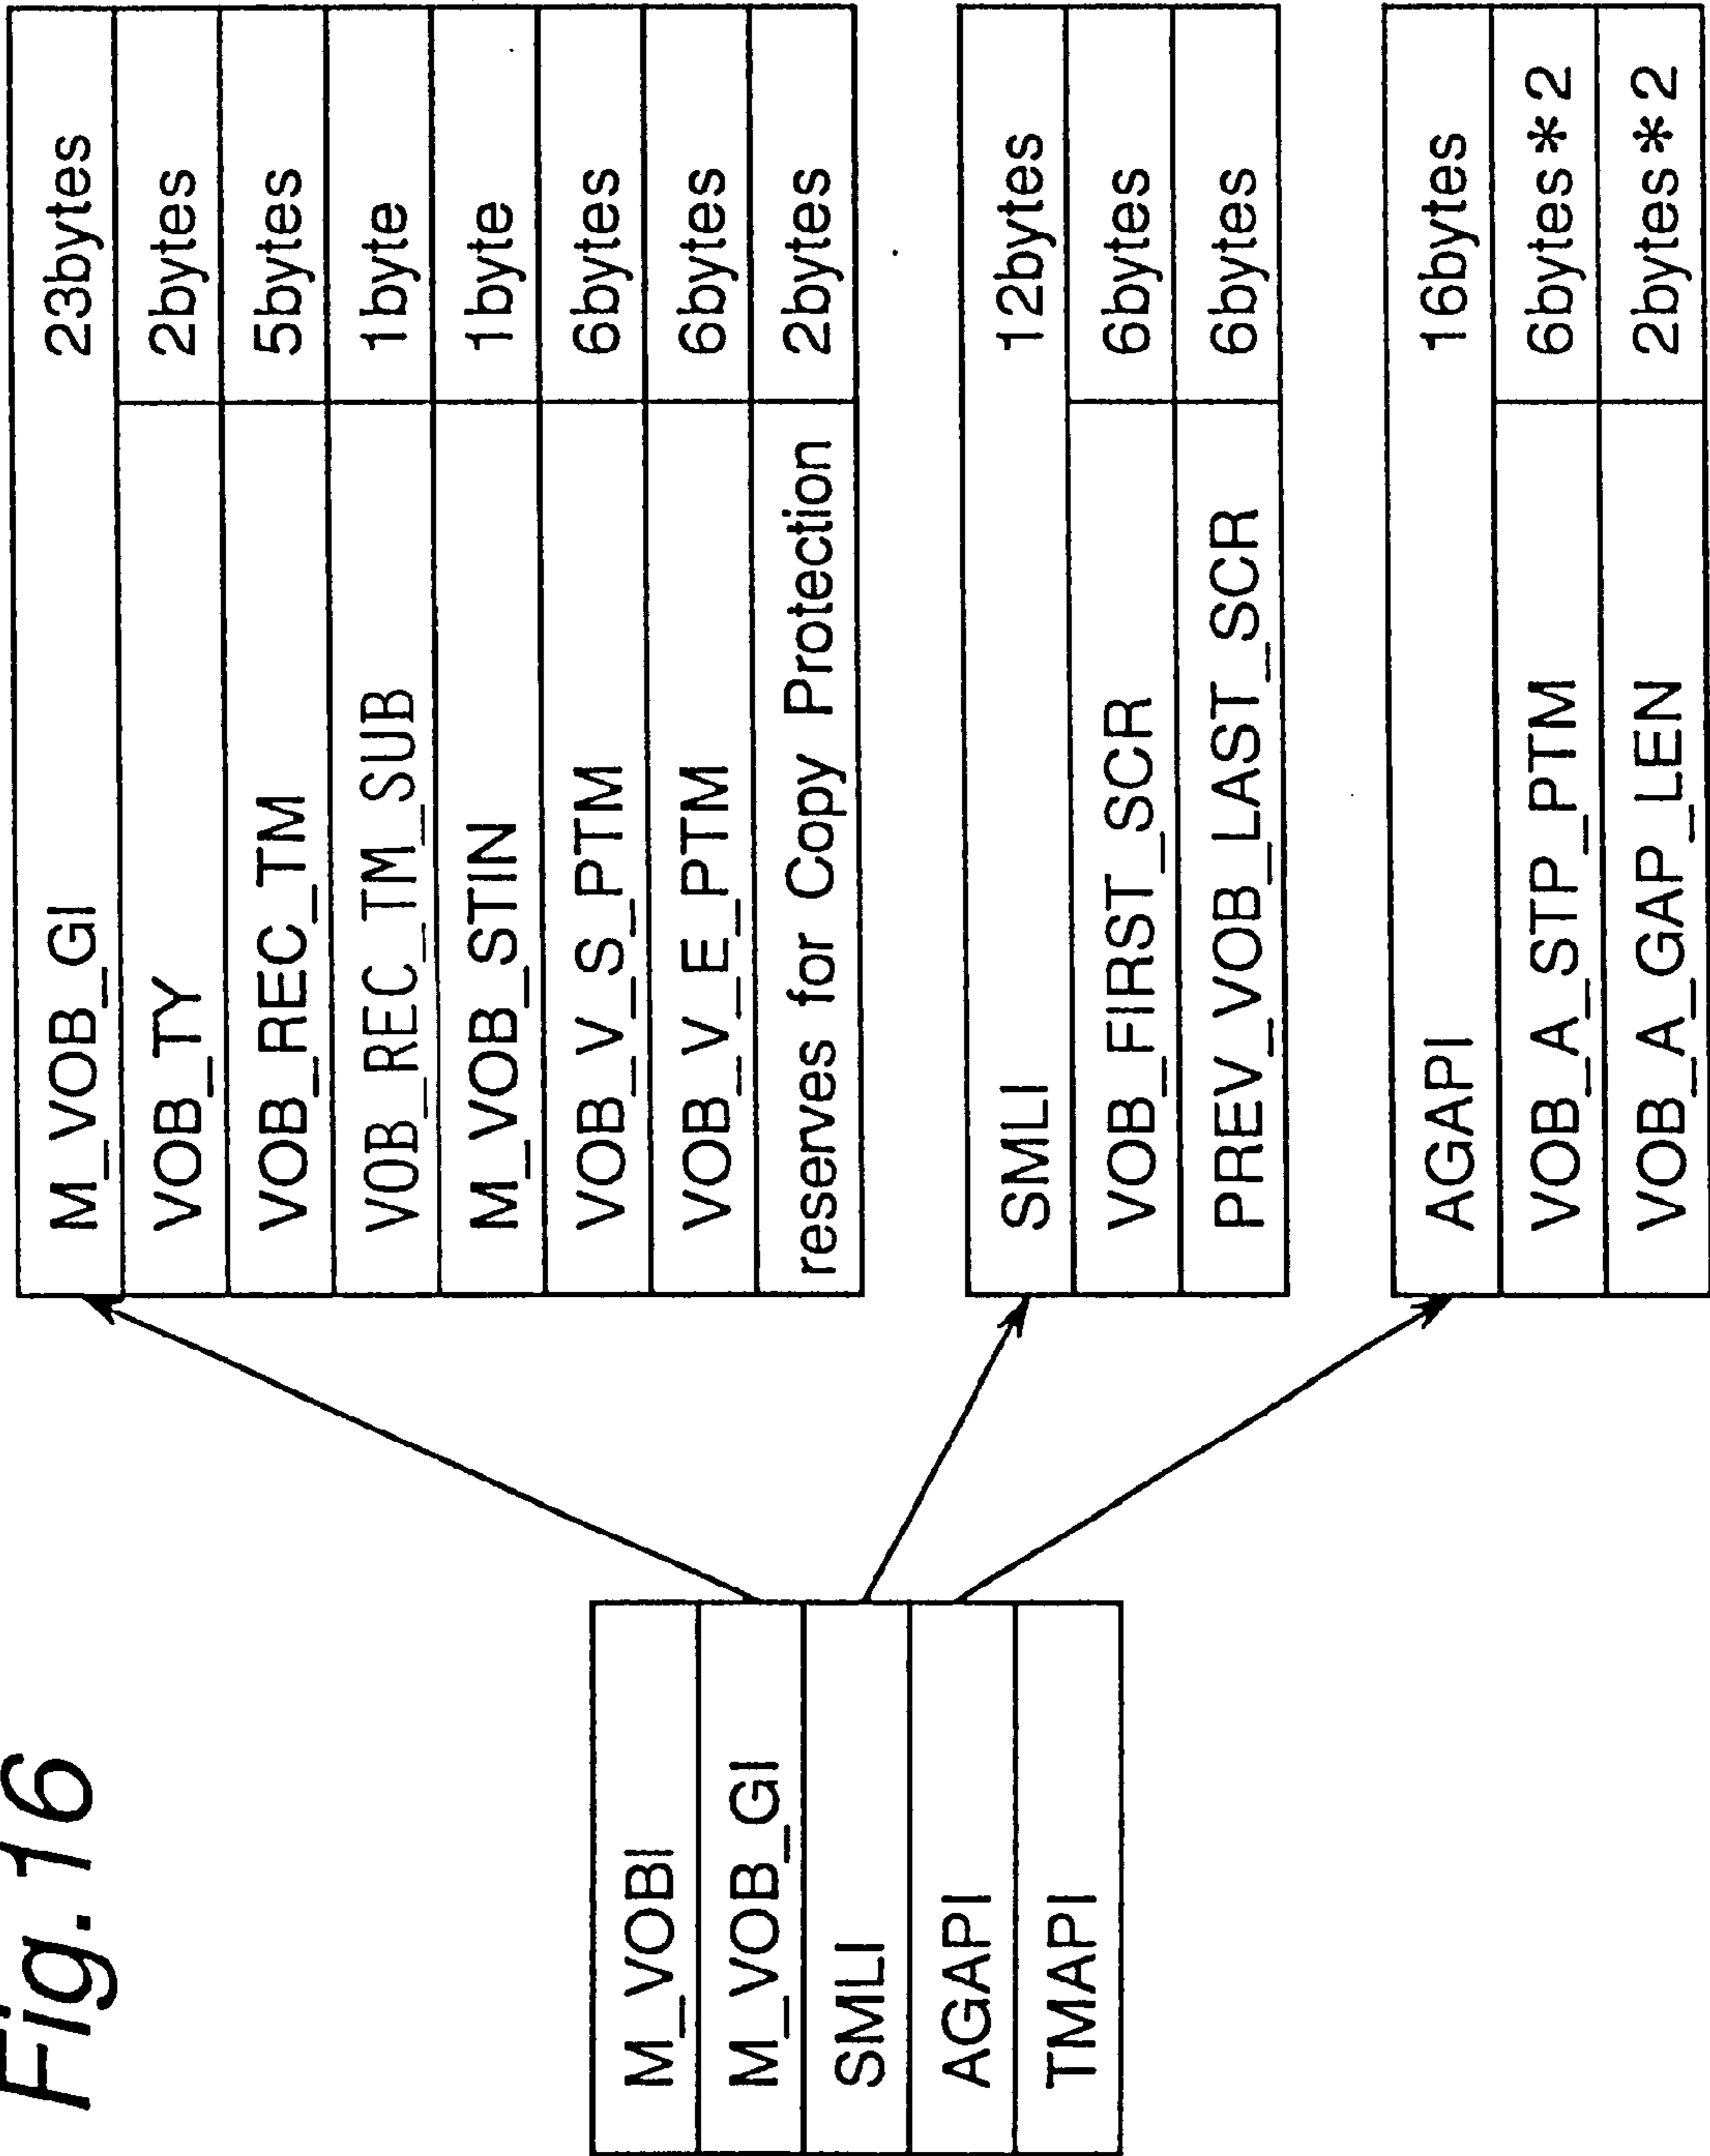 Fig.16
M_VOBI
M_VOB_GI
SMLI
AGAPI
TMAPI
M_VOB_GI 23bytes
VOB_TY 2bytes
VOB_REC_TM 5bytes
VOB_REC_TM_SUB 1byte
M_VOB_STIN 1byte
VOB_V_S_PTM 6bytes
VOB_V_E_PTM 6bytes
reserves for Copy Protection 2bytes
SMLI 12bytes
VOB_FIRST_SCR 6bytes
PREV_VOB_LAST_SCR 6bytes
AGAPI 16bytes
VOB_A_STP_PTM 6bytes*2
VOB_A_GAP_LEN 2bytes*2